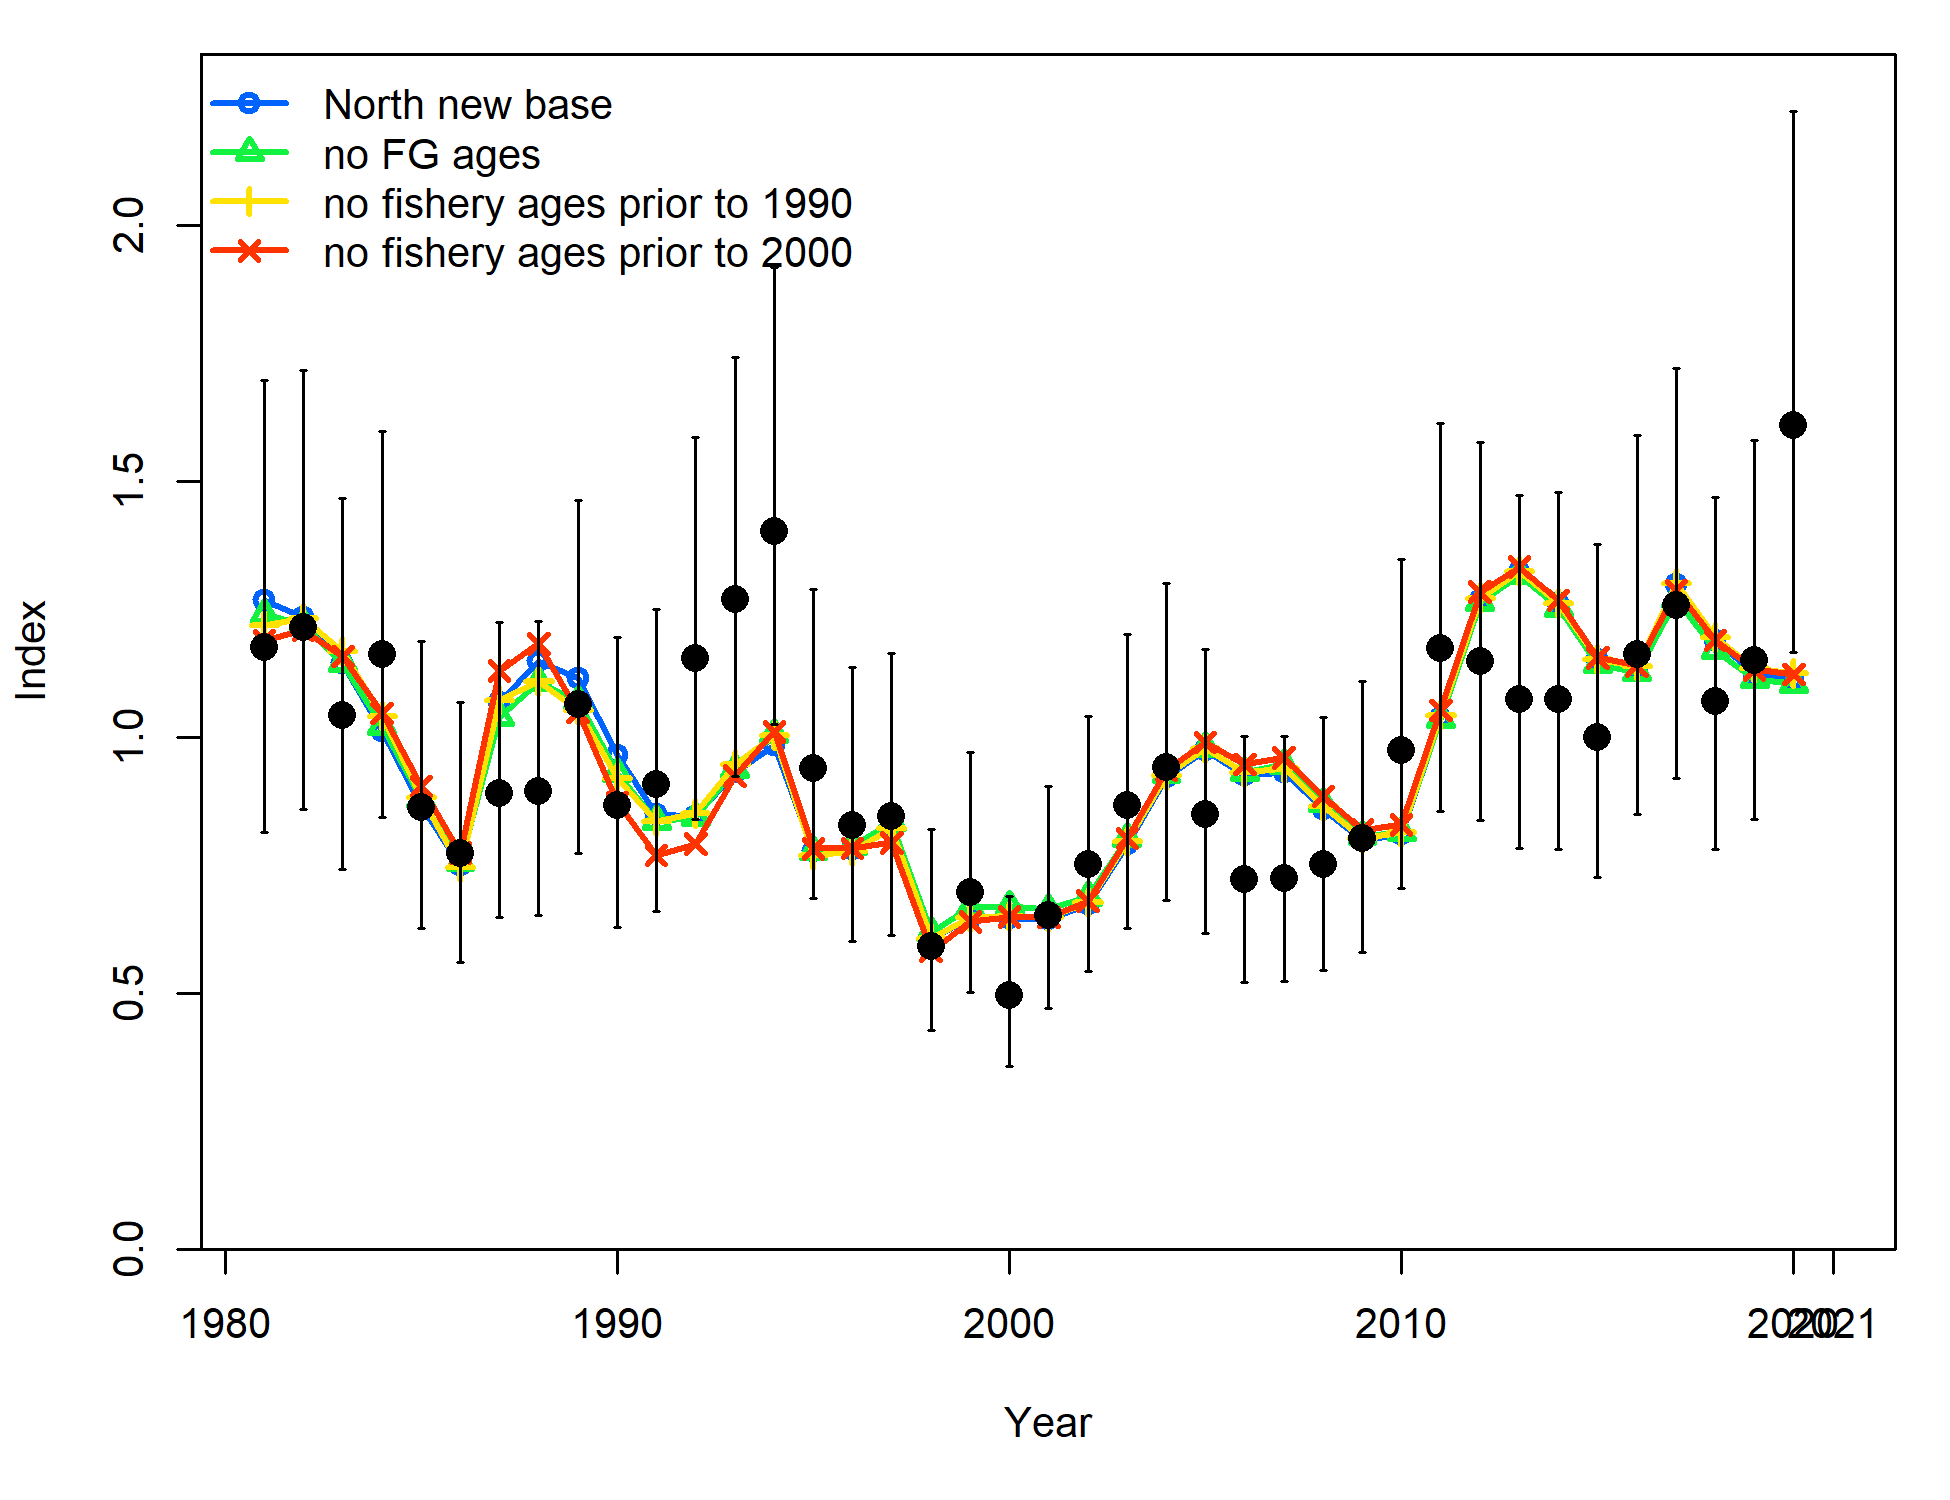 North new base
no FG ages
no fishery ages prior to 1990
no fishery ages prior to 2000
2.0
1.5
1.0
0.5
0.0
Index
1980 1990 2000 2010 2020 2021
Year